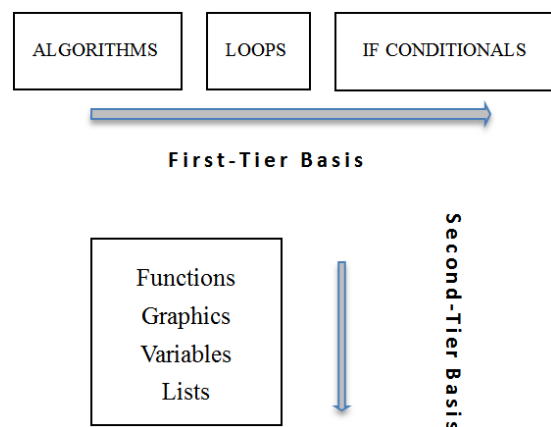 ALGORITHMS
LOOPS
IF CONDITIONALS
First-Tier Basis
Functions
Graphics
Variables
Lists
Second-Tier Basis